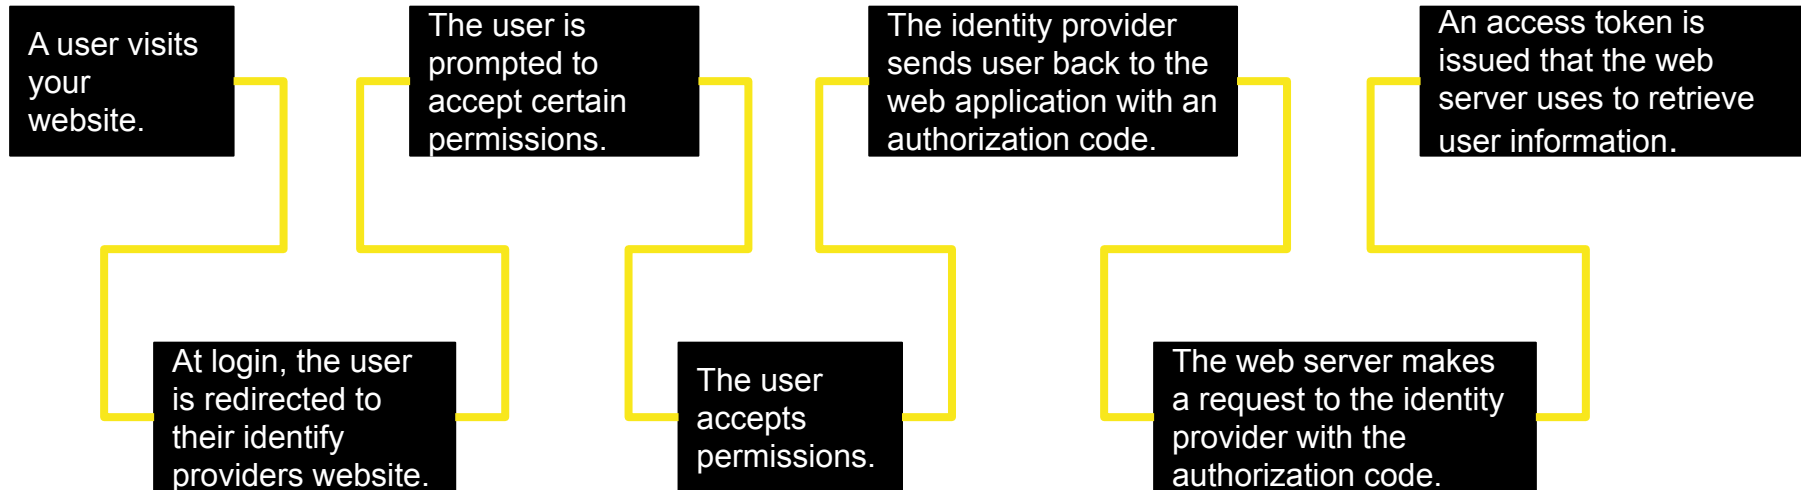 A user visits
your
website.
At login, the user
is redirected to
their identify
providers website.
The user is
prompted to
accept certain
permissions.
The user
accepts
permissions.
The identity provider
sends user back to the
web application with an
authorization code.
The web server makes
a request to the identity
provider with the
authorization code.
An access token is
issued that the web
server uses to retrieve
user information.